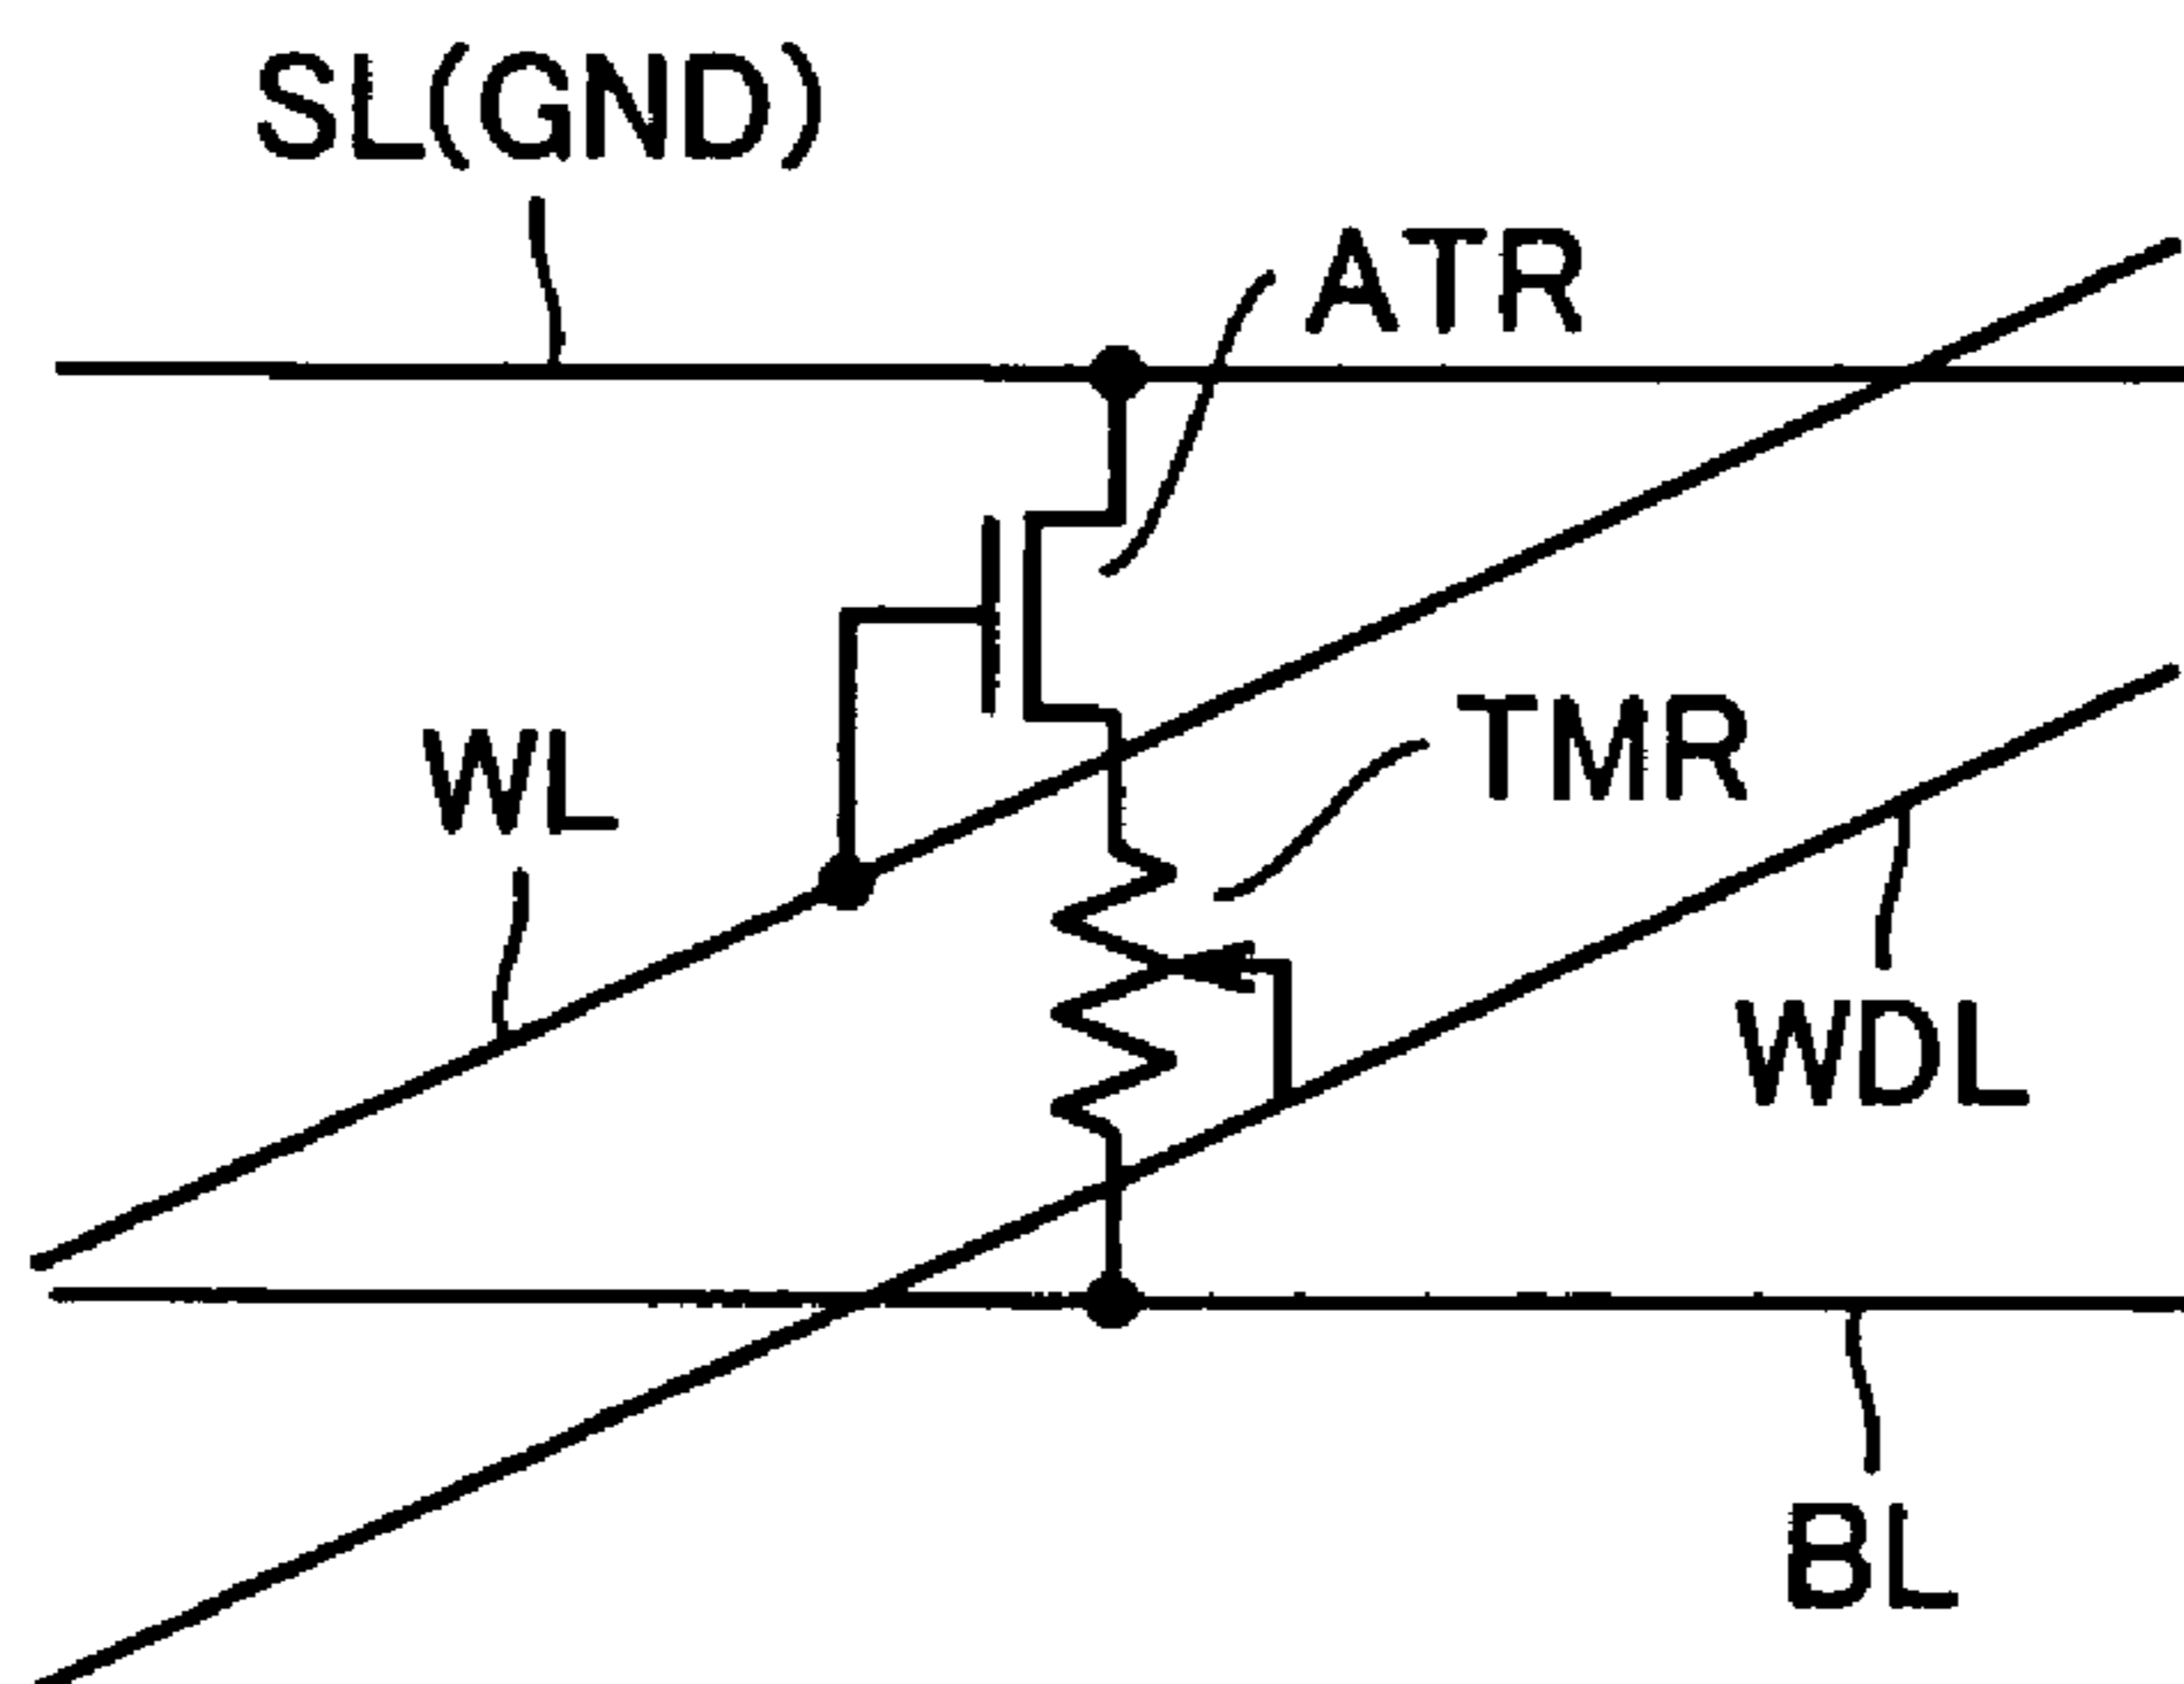 SL(GND)
ATR
TMR
WL
WDL
BL